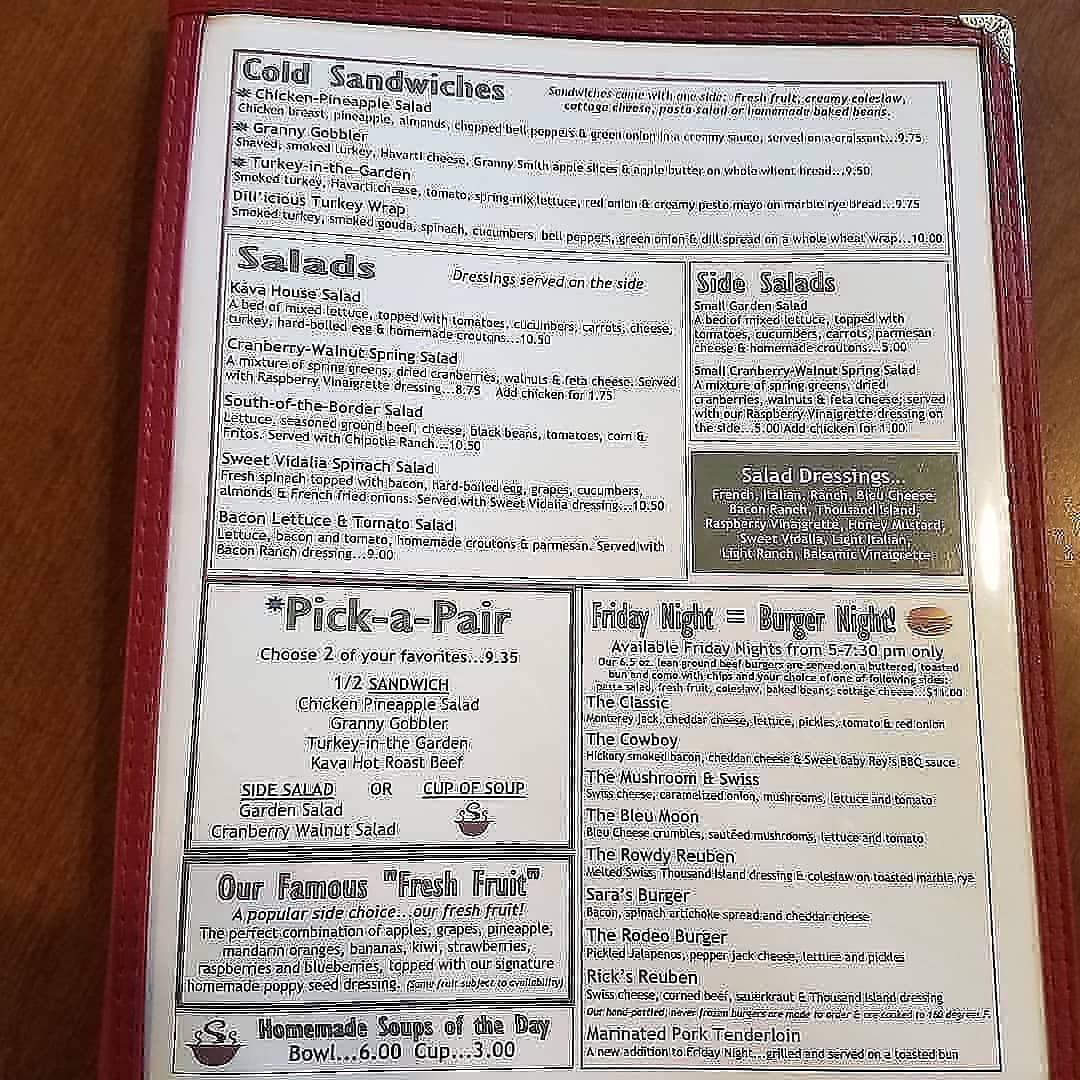 Cold Sandwiches
Sandwiches come with one side: Fresh fruit, creamy coleslaw,
cottage cheese, pasta salad or homemade baked beans.
* Chicken-Pineapple Salad
chicken breast, pineapple, almonds, chopped bell peppers & green onion in a creamy sauce, served on a croissant...9.75
* Granny Gobbler
Shaved, smoked turkey, Havarti cheese, Granny Smith apple slices & apple butter on whole wheat bread...9.50
* Turkey-in-the-Garden
Smoked turkey, Havarti cheese, tomato, spring mix lettuce, red onion & creamy pesto mayo on marble rye bread...9.75
Dill'icious Turkey Wrap
Smoked turkey, smoked gouda, spinach, cucumbers, bell peppers, green onion & dill spread on a whole wheat wrap...10.00
Salads
Dressings served on the side
Kava House Salad
A bed of mixed lettuce, topped with tomatoes, cucumbers, carrots, cheese,
turkey, hard-boiled egg & homemade croutons...10.50
Cranberry-Walnut Spring Salad
A mixture of spring greens, dried cranberries, walnuts & feta cheese. Served
with Raspberry Vinaigrette dressing...8.75 Add chicken for 1.75
South-of-the-Border Salad
Lettuce, seasoned ground beef, cheese, black beans, tomatoes, corn &
Fritos. Served with Chipotle Ranch...10.50
Sweet Vidalia Spinach Salad
Fresh spinach topped with bacon, hard-boiled egg, grapes, cucumbers,
almonds & French fried onions. Served with Sweet Vidalia dressing...10.50
Bacon Lettuce & Tomato Salad
Lettuce, bacon and tomato, homemade croutons & parmesan. Served with
Bacon Ranch dressing...9.00
Side Salads
Small Garden Salad
A bed of mixed lettuce, topped with
tomatoes, cucumbers, carrots, parmesan
cheese & homemade croutons...5.00
Small Cranberry-Walnut Spring Salad
A mixture of spring greens, dried
cranberries, walnuts & feta cheese; served
with our Raspberry Vinaigrette dressing on
the side...5.00 Add chicken for 1.00
Salad Dressings...
French, Italian, Ranch, Bleu Cheese
Bacon Ranch, Thousand Island,
Raspberry Vinaigrette, Honey Mustard,
Sweet Vidalia, Light Italian,
Light Ranch, Balsamic Vinaigrette
*Pick-a-Pair
Choose 2 of your favorites...9.35
1/2 SANDWICH
Chicken Pineapple Salad
Granny Gobbler
Turkey-in the Garden
Kava Hot Roast Beef
SIDE SALAD OR CUP OF SOUP
Garden Salad
Cranberry Walnut Salad
Our Famous "Fresh Fruit"
A popular side choice...our fresh fruit!
The perfect combination of apples, grapes, pineapple,
mandarin oranges, bananas, kiwi, strawberries,
raspberries and blueberries, topped with our signature
homemade poppy seed dressing. (Some fruit subject to availability)
Homemade Soups of the Day
Bowl...6.00 Cup...3.00
Friday Night = Burger Night!
Available Friday Nights from 5-7:30 pm only
Our 6.5 oz. lean ground beef burgers are served on a buttered, toasted
bun and come with chips and your choice of one of following sides:
pasta salad, fresh fruit, coleslaw, baked beans, cottage cheese...$11.00
The Classic
Monterey Jack, cheddar cheese, lettuce, pickles, tomato & red onion
The Cowboy
Hickory smoked bacon, cheddar cheese & Sweet Baby Ray's BBQ sauce
The Mushroom & Swiss
Swiss cheese, caramelized onion, mushrooms, lettuce and tomato
The Bleu Moon
Bleu Cheese crumbles, sautéed mushrooms, lettuce and tomato
The Rowdy Reuben
Melted Swiss, Thousand Island dressing & coleslaw on toasted marble rye
Sara's Burger
Bacon, spinach artichoke spread and cheddar cheese
The Rodeo Burger
Pickled Jalapenos, pepper jack cheese, lettuce and pickles
Rick's Reuben
Swiss cheese, corned beef, sauerkraut & Thousand Island dressing
Our hand-pattied, never frozen burgers are made to order & are cooked to 160 degrees F.
Marinated Pork Tenderloin
A new addition to Friday Night...grilled and served on a toasted bun